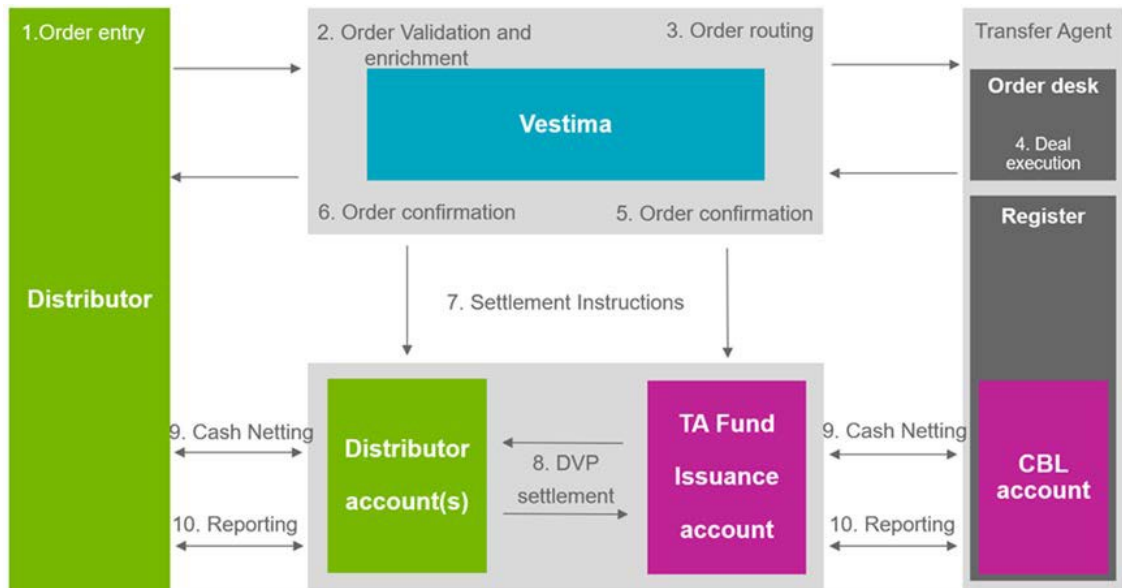 1.Order entry
2. Order Validation and
enrichment
3. Order routing
Transfer Agent
Vestima
Order desk
4. Deal
execution
6. Order confirmation
5. Order confirmation
Register
Distributor
7. Settlement Instructions
9. Cash Netting
Distributor
account(s)
8. DVP
settlement
TA Fund
Issuance
account
9. Cash Netting
CBL
account
10. Reporting
10. Reporting